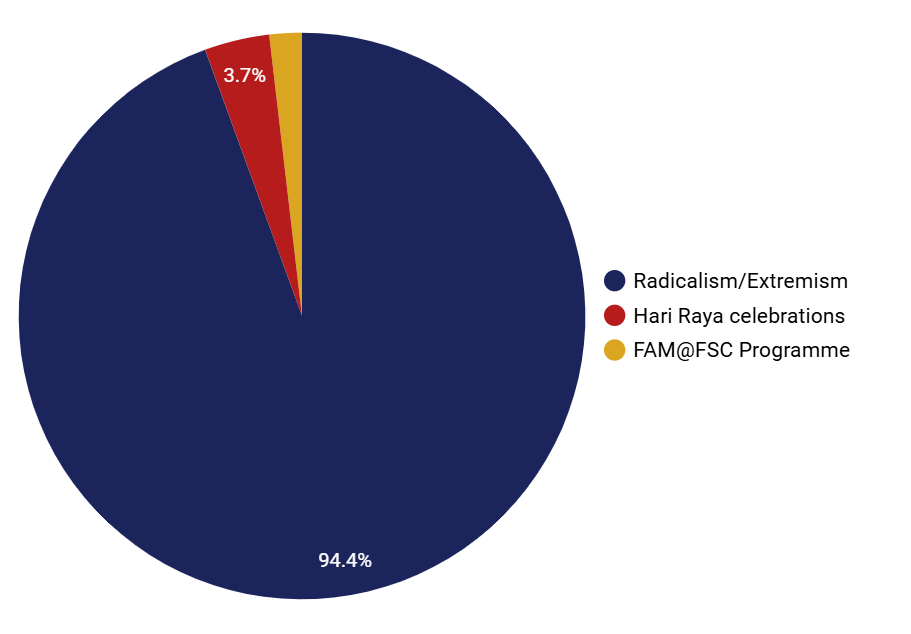 3.7%
Radicalism/Extremism
Hari Raya celebrations
FAM@FSC Programme
94.4%